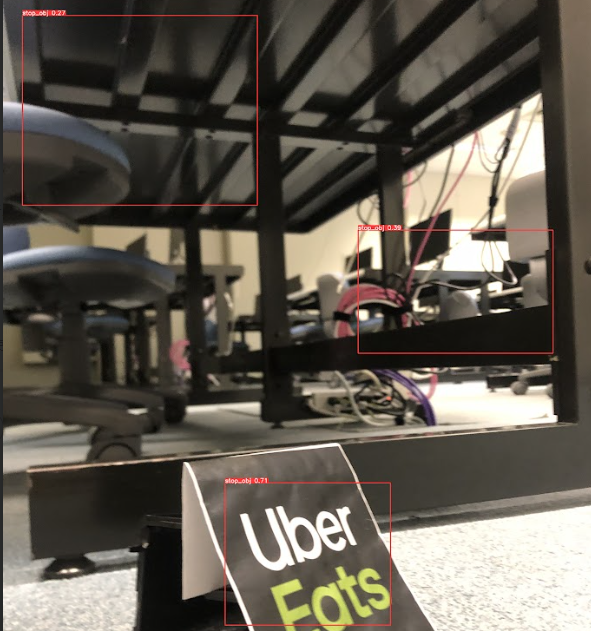 stop_obj 0.27
stop_obj 0.39
stop_obj 0.71
Uber
Eats